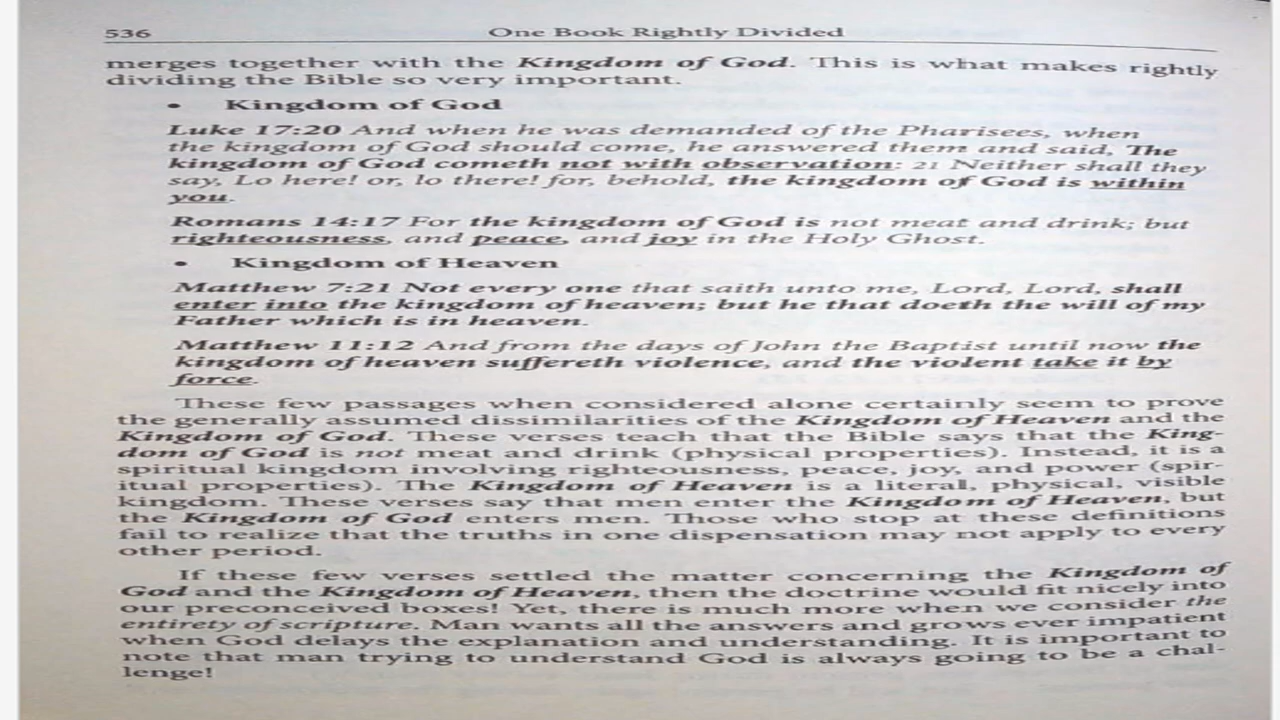 536 One Book Rightly Divided
merges together with the Kingdom of God. This is what makes rightly
dividing the Bible so very important.
• Kingdom of God
Luke 17:20 And when he was demanded of the Pharisees, when
the kingdom of God should come, he answered them and said, The
kingdom of God cometh not with observation: 21 Neither shall they
say, Lo here! or, lo there! for, behold, the kingdom of God is within
you.
Romans 14:17 For the kingdom of God is not meat and drink; but
righteousness, and peace, and joy in the Holy Ghost.
• Kingdom of Heaven
Matthew 7:21 Not every one that saith unto me, Lord, Lord, shall
enter into the kingdom of heaven; but he that doeth the will of my
Father which is in heaven.
Matthew 11:12 And from the days of John the Baptist until now the
kingdom of heaven suffereth violence, and the violent take it by
force.
These few passages when considered alone certainly seem to prove
the generally assumed dissimilarities of the Kingdom of Heaven and the
Kingdom of God. These verses teach that the Bible says that the King-
dom of God is not meat and drink (physical properties). Instead, it is a
spiritual kingdom involving righteousness, peace, joy, and power (spir-
itual properties). The Kingdom of Heaven is a literal, physical, visible
kingdom. These verses say that men enter the Kingdom of Heaven, but
the Kingdom of God enters men. Those who stop at these definitions
fail to realize that the truths in one dispensation may not apply to every
other period.
If these few verses settled the matter concerning the Kingdom of
God and the Kingdom of Heaven, then the doctrine would fit nicely into
our preconceived boxes! Yet, there is much more when we consider the
entirety of scripture. Man wants all the answers and grows ever impatient
when God delays the explanation and understanding. It is important to
note that man trying to understand God is always going to be a chal-
lenge!